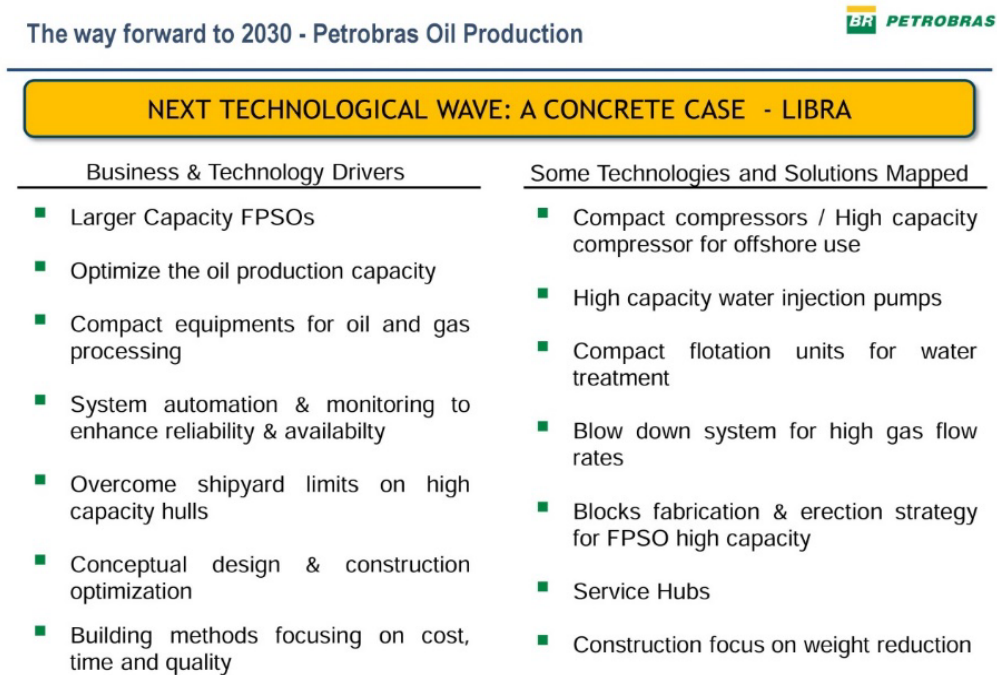 The way forward to 2030 - Petrobras Oil Production
BR PETROBRAS
NEXT TECHNOLOGICAL WAVE: A CONCRETE CASE - LIBRA
Business & Technology Drivers
Larger Capacity FPSOs
Optimize the oil production capacity
Compact equipments for oil and gas
processing
System automation & monitoring to
enhance reliability & availabilty
Overcome shipyard limits on high
capacity hulls
Conceptual design & construction
optimization
Building methods focusing on cost,
time and quality
Some Technologies and Solutions Mapped
Compact compressors / High capacity
compressor for offshore use
High capacity water injection pumps
Compact flotation units for water
treatment
Blow down system for high gas flow
rates
Blocks fabrication & erection strategy
for FPSO high capacity
Service Hubs
Construction focus on weight reduction